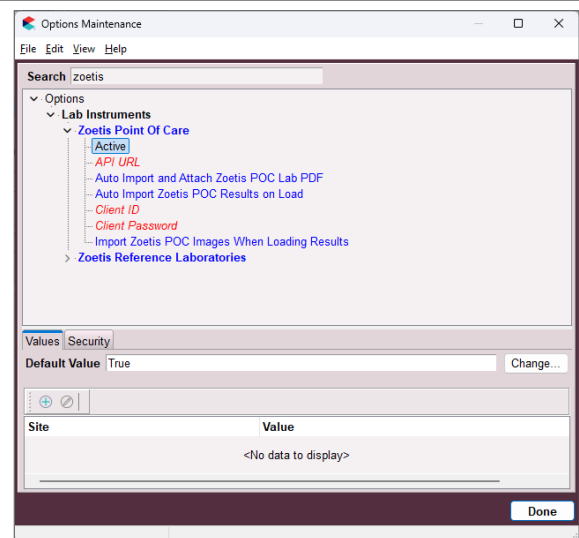 Options Maintenance
File Edit View Help
Search zoetis
Options
Lab Instruments
Zoetis Point Of Care
Active
API URL
Auto Import and Attach Zoetis POC Lab PDF
Auto Import Zoetis POC Results on Load
Client ID
Client Password
Import Zoetis POC Images When Loading Results
Zoetis Reference Laboratories
Values Security
Default Value True Change...
Site Value
<No data to display>
Done